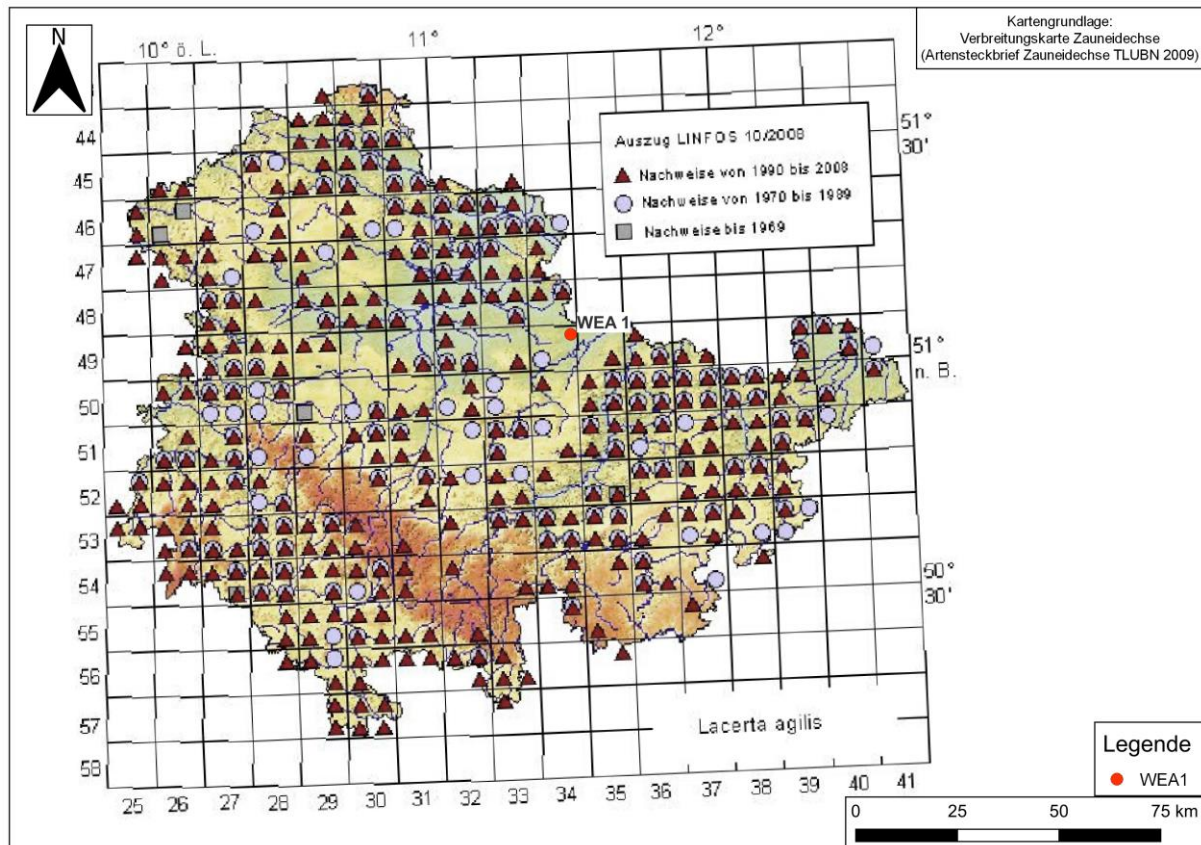 N
10° ö. L.
11°
12°
Kartengrundlage:
Verbreitungskarte Zauneidechse
(Artensteckbrief Zauneidechse TLUBN 2009)
51°
30'
Auszug LINFOS 10/2008
Nachweise von 1990 bis 2008
Nachweise von 1970 bis 1989
Nachweise bis 1969
44
45
46
47
48
49
50
51
52
53
54
55
56
57
58
WEA 1
51°
n. B.
50°
30'
Lacerta agilis
25 26 27 28 29 30 31 32 33 34 35 36 37 38 39 40 41
Legende
WEA1
0 25 50 75 km